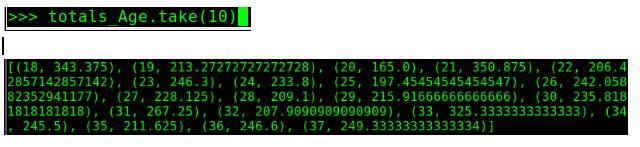 >>> totals_Age.take(10)
[(18, 343.375), (19, 213.27272727272728), (20, 165.0), (21, 350.875), (22, 206.4
2857142857142), (23, 246.3), (24, 233.8), (25, 197.45454545454547), (26, 242.058
82352941177), (27, 228.125), (28, 209.1), (29, 215.91666666666666), (30, 235.818
1818181818), (31, 267.25), (32, 207.9090909090909), (33, 325.3333333333333), (34
, 245.5), (35, 211.625), (36, 246.6), (37, 249.33333333333334)]